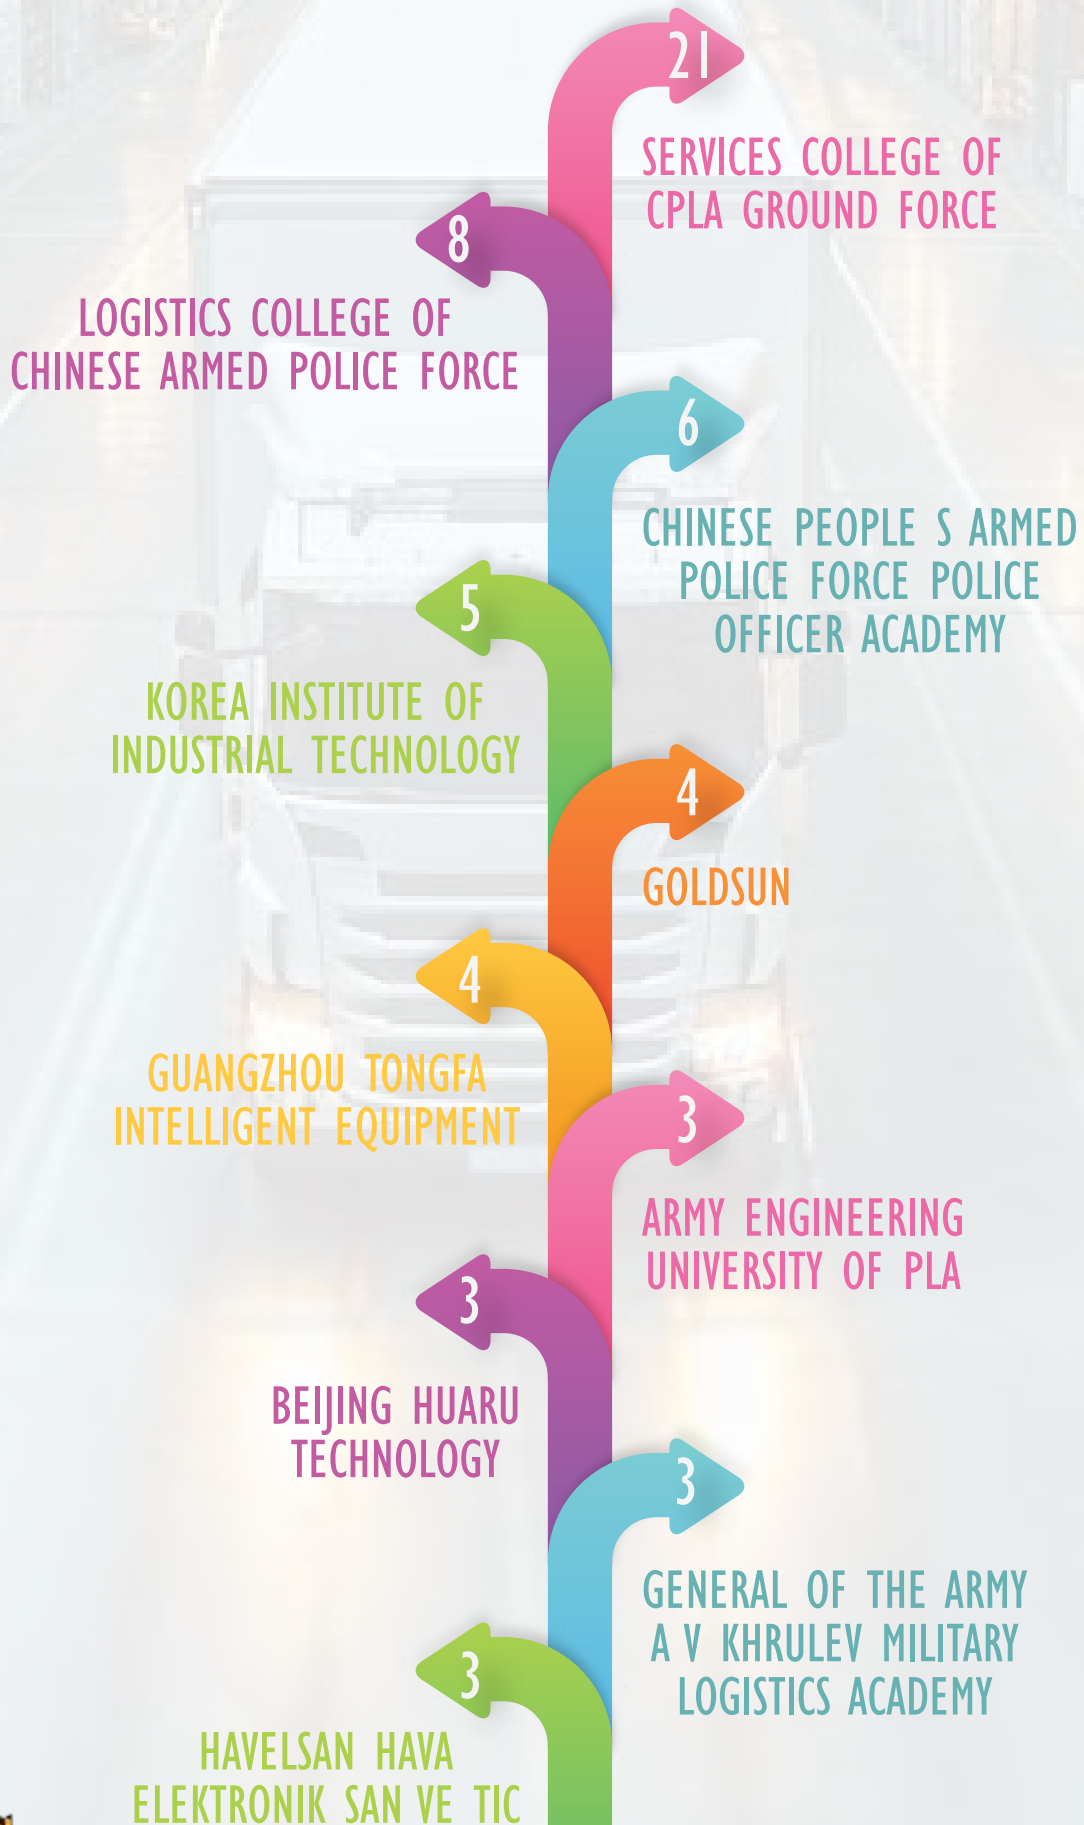 21
SERVICES COLLEGE OF
CPLA GROUND FORCE
8
LOGISTICS COLLEGE OF
CHINESE ARMED POLICE FORCE
6
CHINESE PEOPLE S ARMED
POLICE FORCE POLICE
OFFICER ACADEMY
5
KOREA INSTITUTE OF
INDUSTRIAL TECHNOLOGY
4
GOLDSUN
4
GUANGZHOU TONGFA
INTELLIGENT EQUIPMENT
3
ARMY ENGINEERING
UNIVERSITY OF PLA
3
BEIJING HUARU
TECHNOLOGY
3
GENERAL OF THE ARMY
A V KHRULEV MILITARY
LOGISTICS ACADEMY
3
HAVELSAN HAVA
ELEKTRONIK SAN VE TIC